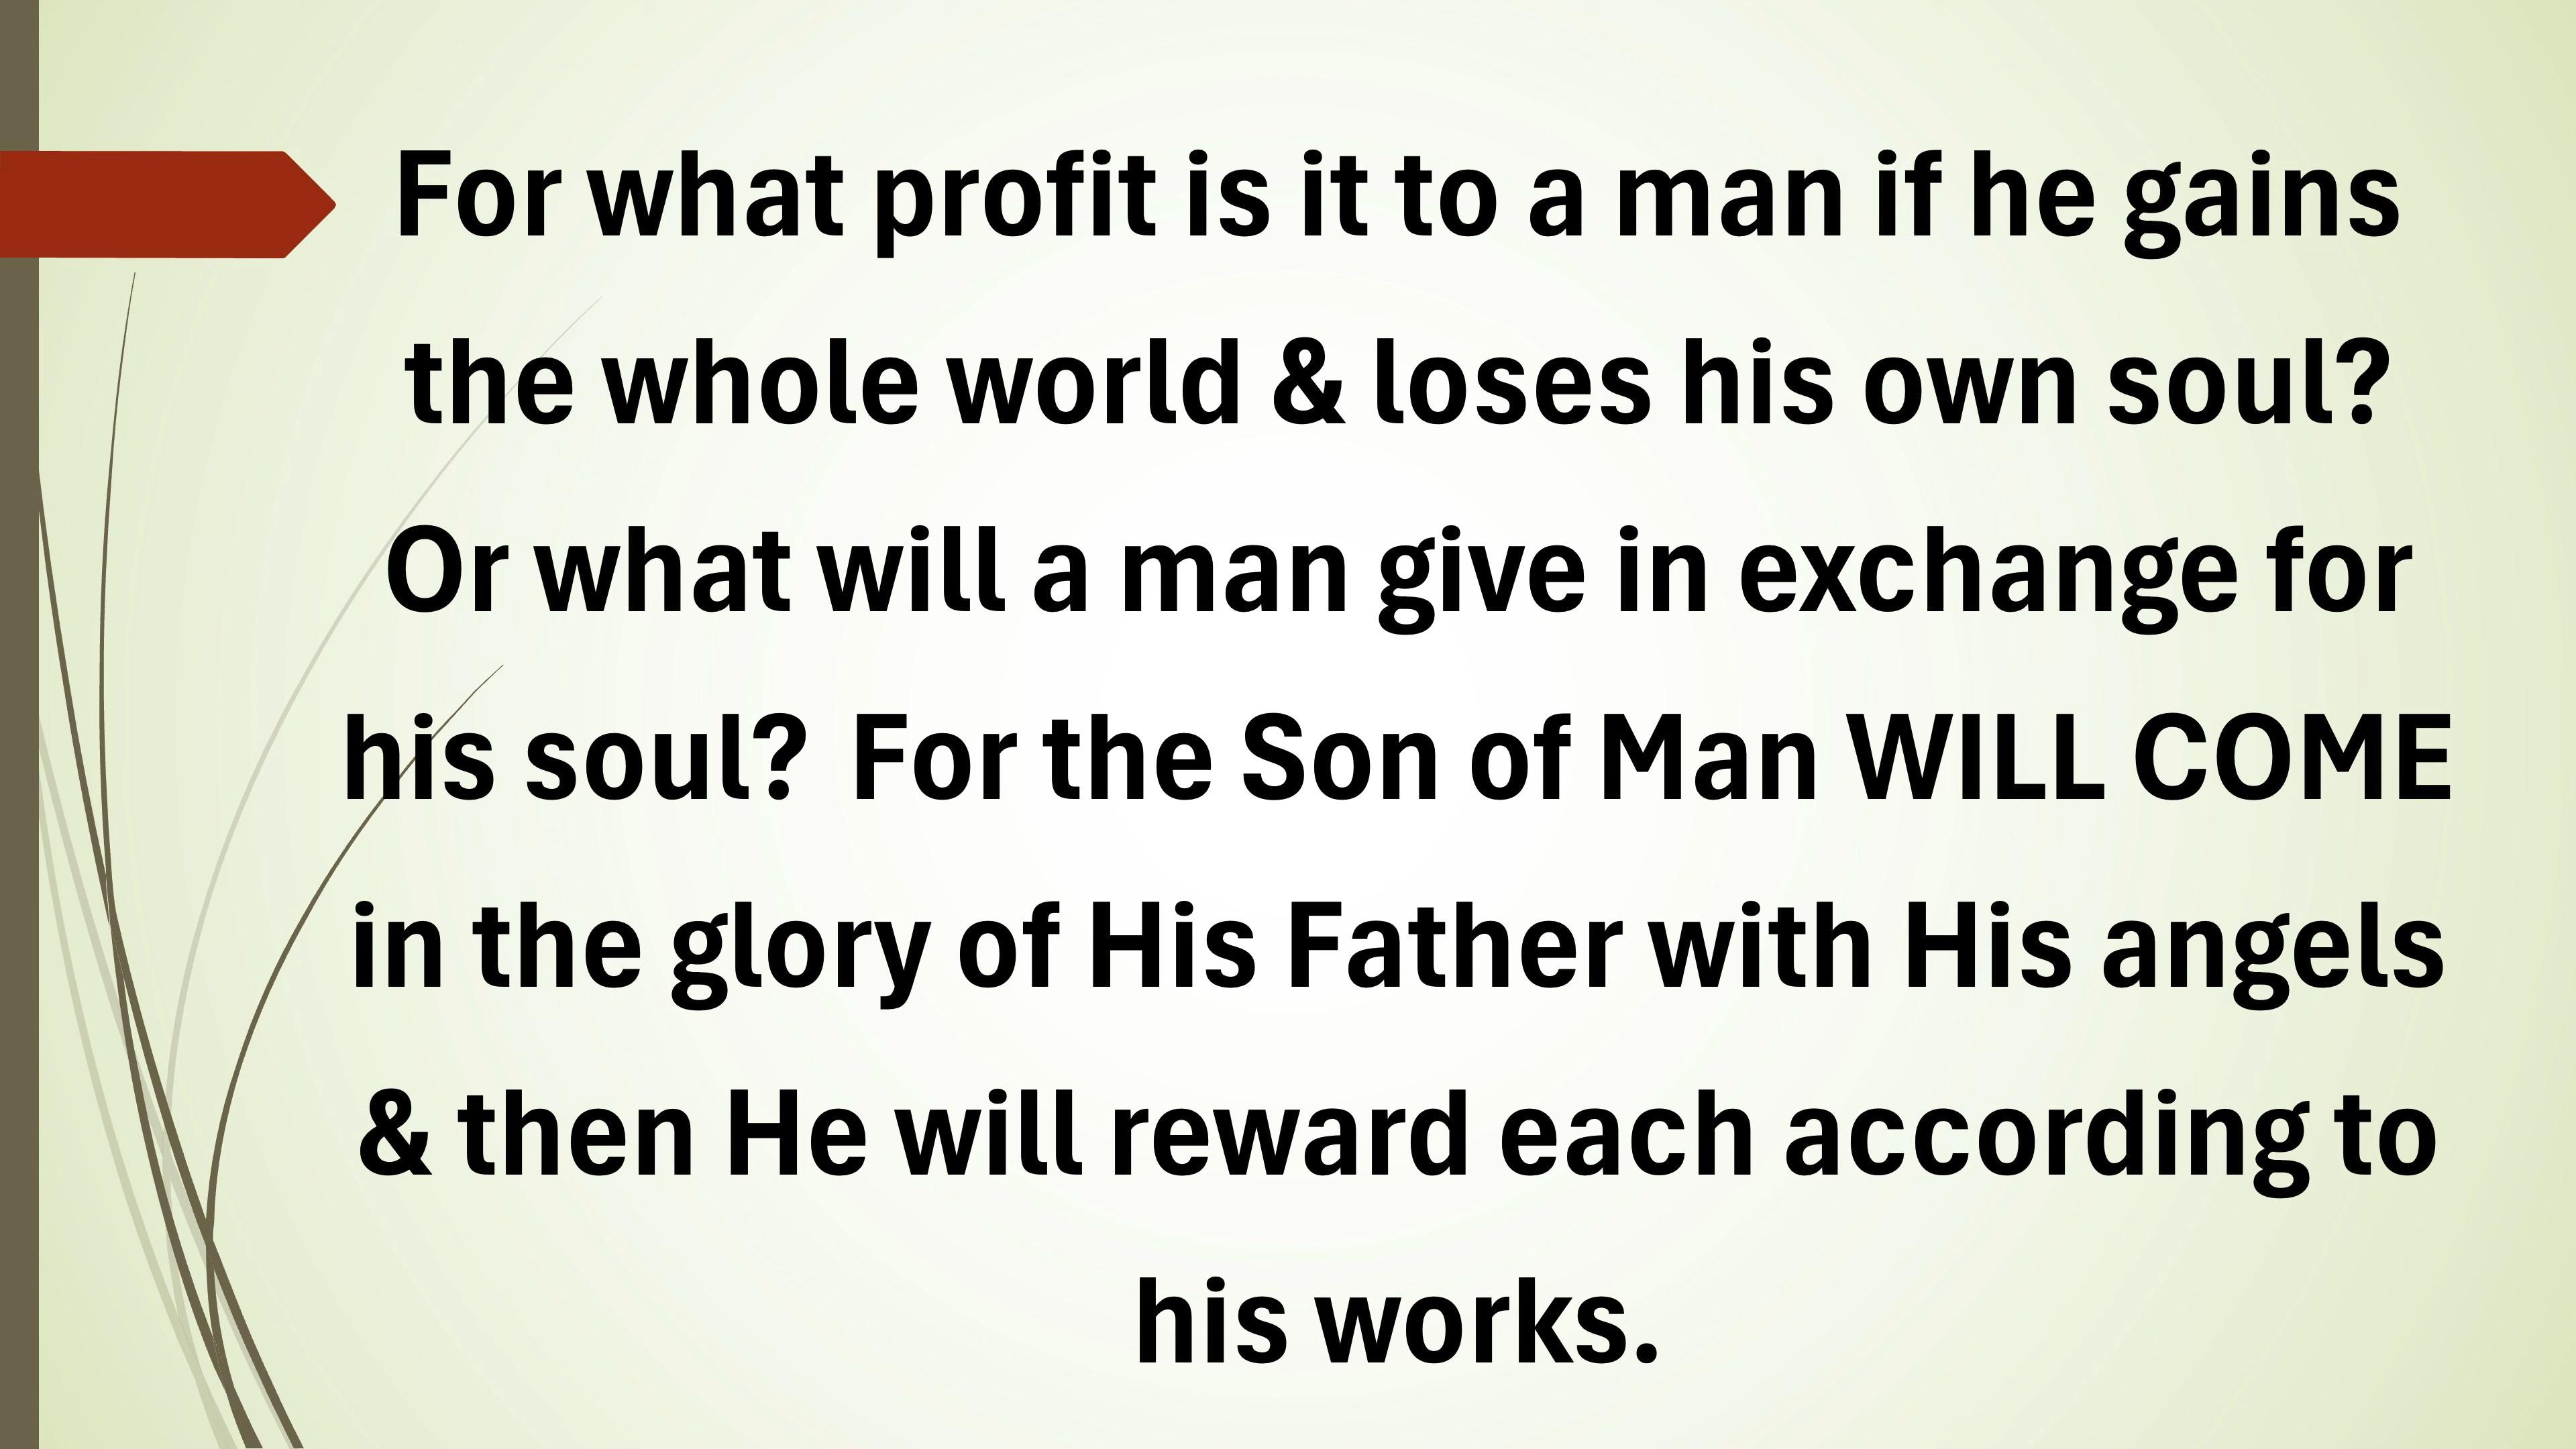 For what profit is it to a man if he gains
the whole world & loses his own soul?
Or what will a man give in exchange for
his soul?  For the Son of Man WILL COME
in the glory of His Father with His angels
& then He will reward each according to
his works.